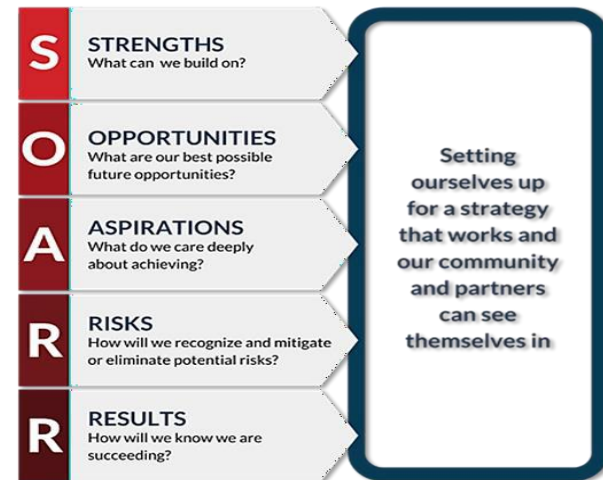 S
STRENGTHS
What can we build on?
O
OPPORTUNITIES
What are our best possible
future opportunities?
A
ASPIRATIONS
What do we care deeply
about achieving?
R
RISKS
How will we recognize and mitigate
or eliminate potential risks?
R
RESULTS
How will we know we are
succeeding?
Setting
ourselves up
for a strategy
that works and
our community
and partners
can see
themselves in